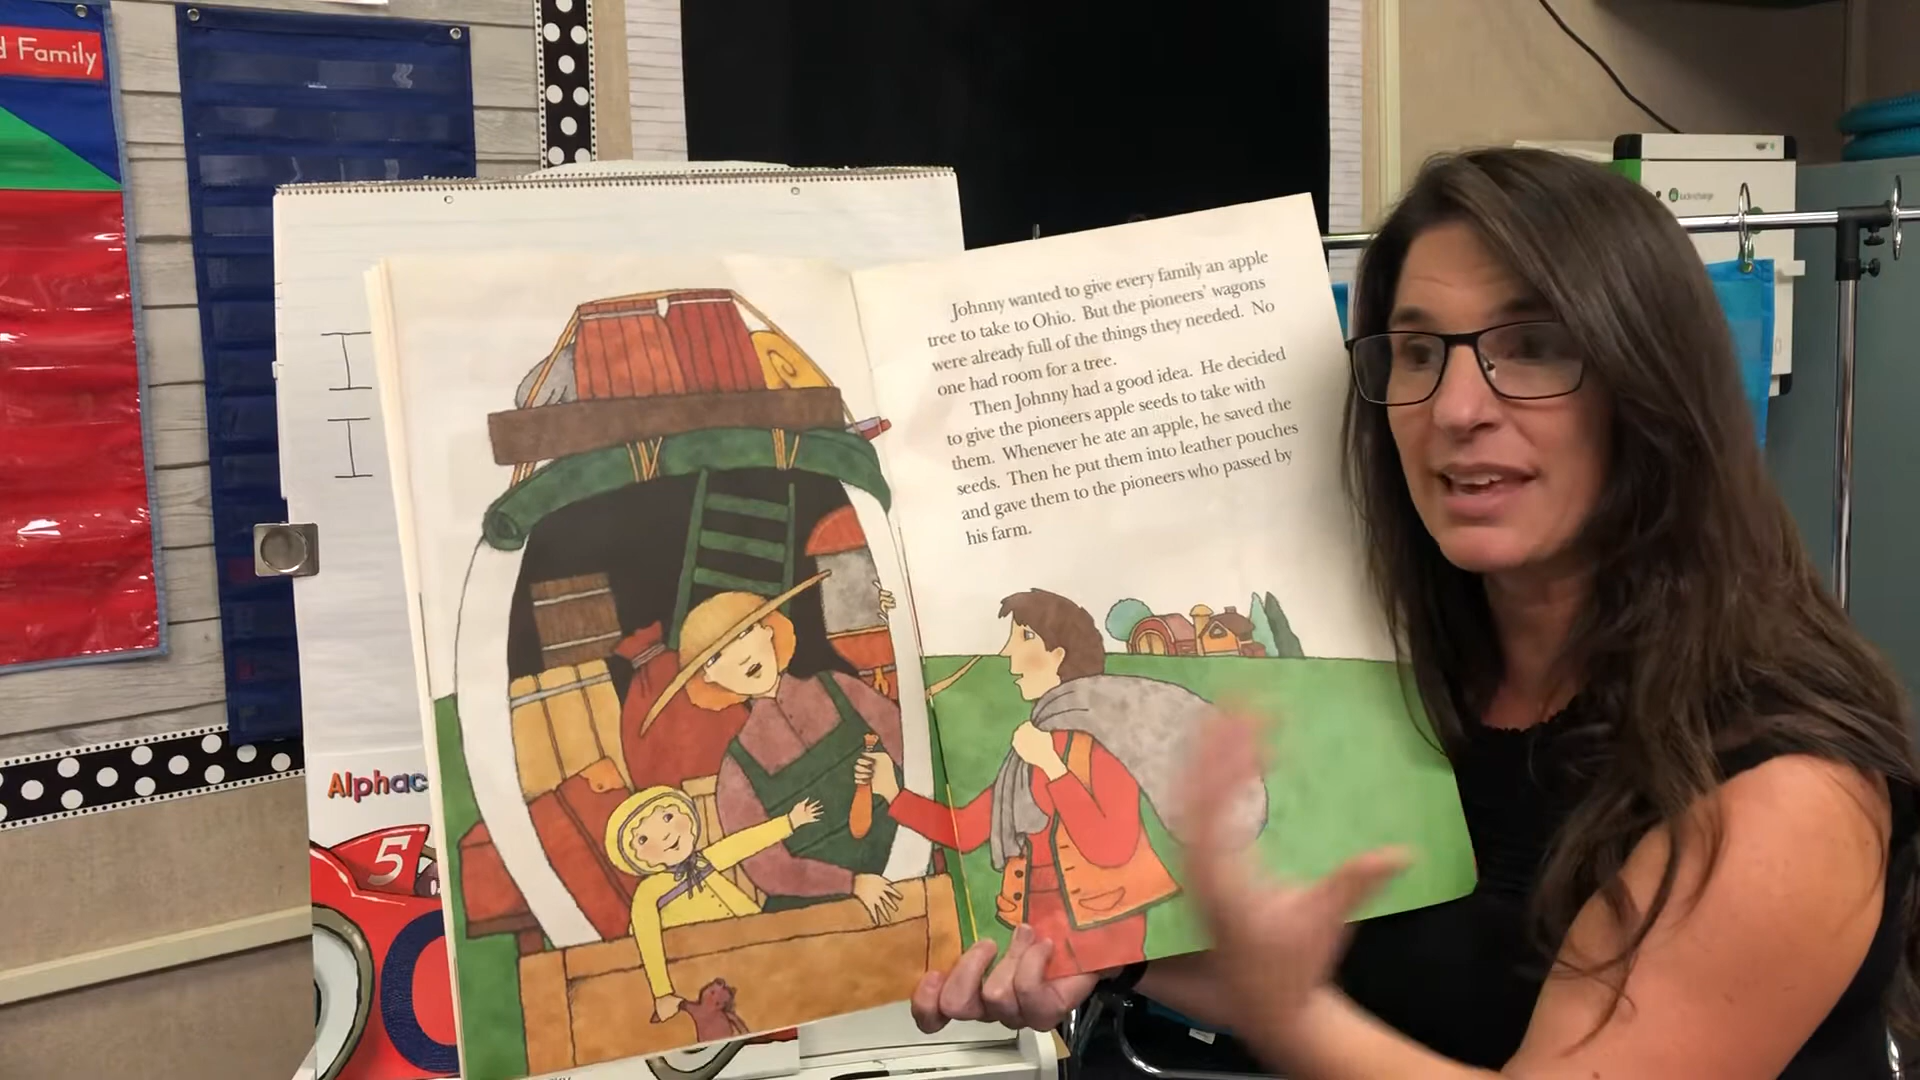 d Family
Johnny wanted to give every family an apple
tree to take to Ohio. But the pioneers' wagons
were already full of the things they needed. No
one had room for a tree.
Then Johnny had a good idea. He decided
to give the pioneers apple seeds to take with
them. Whenever he ate an apple, he saved the
seeds. Then he put them into leather pouches
and gave them to the pioneers who passed by
his farm.
Alphac
5